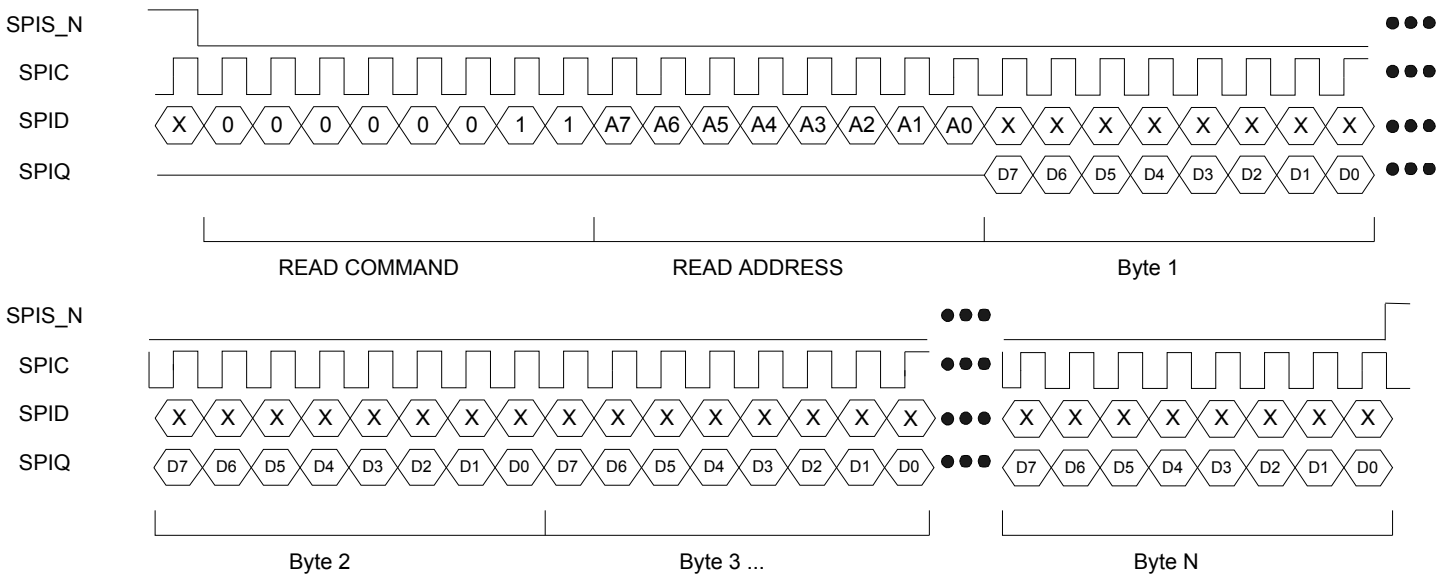 SPIS_N
SPIC
SPID X 0 0 0 0 0 0 1 1 A7 A6 A5 A4 A3 A2 A1 A0 X X X X X X X X
SPIQ D7 D6 D5 D4 D3 D2 D1 D0
READ COMMAND READ ADDRESS Byte 1
SPIS_N
SPIC
SPID X X X X X X X X X X X X X X X X X X X X X X X X
SPIQ D7 D6 D5 D4 D3 D2 D1 D0 D7 D6 D5 D4 D3 D2 D1 D0 D7 D6 D5 D4 D3 D2 D1 D0
Byte 2 Byte 3 ... Byte N